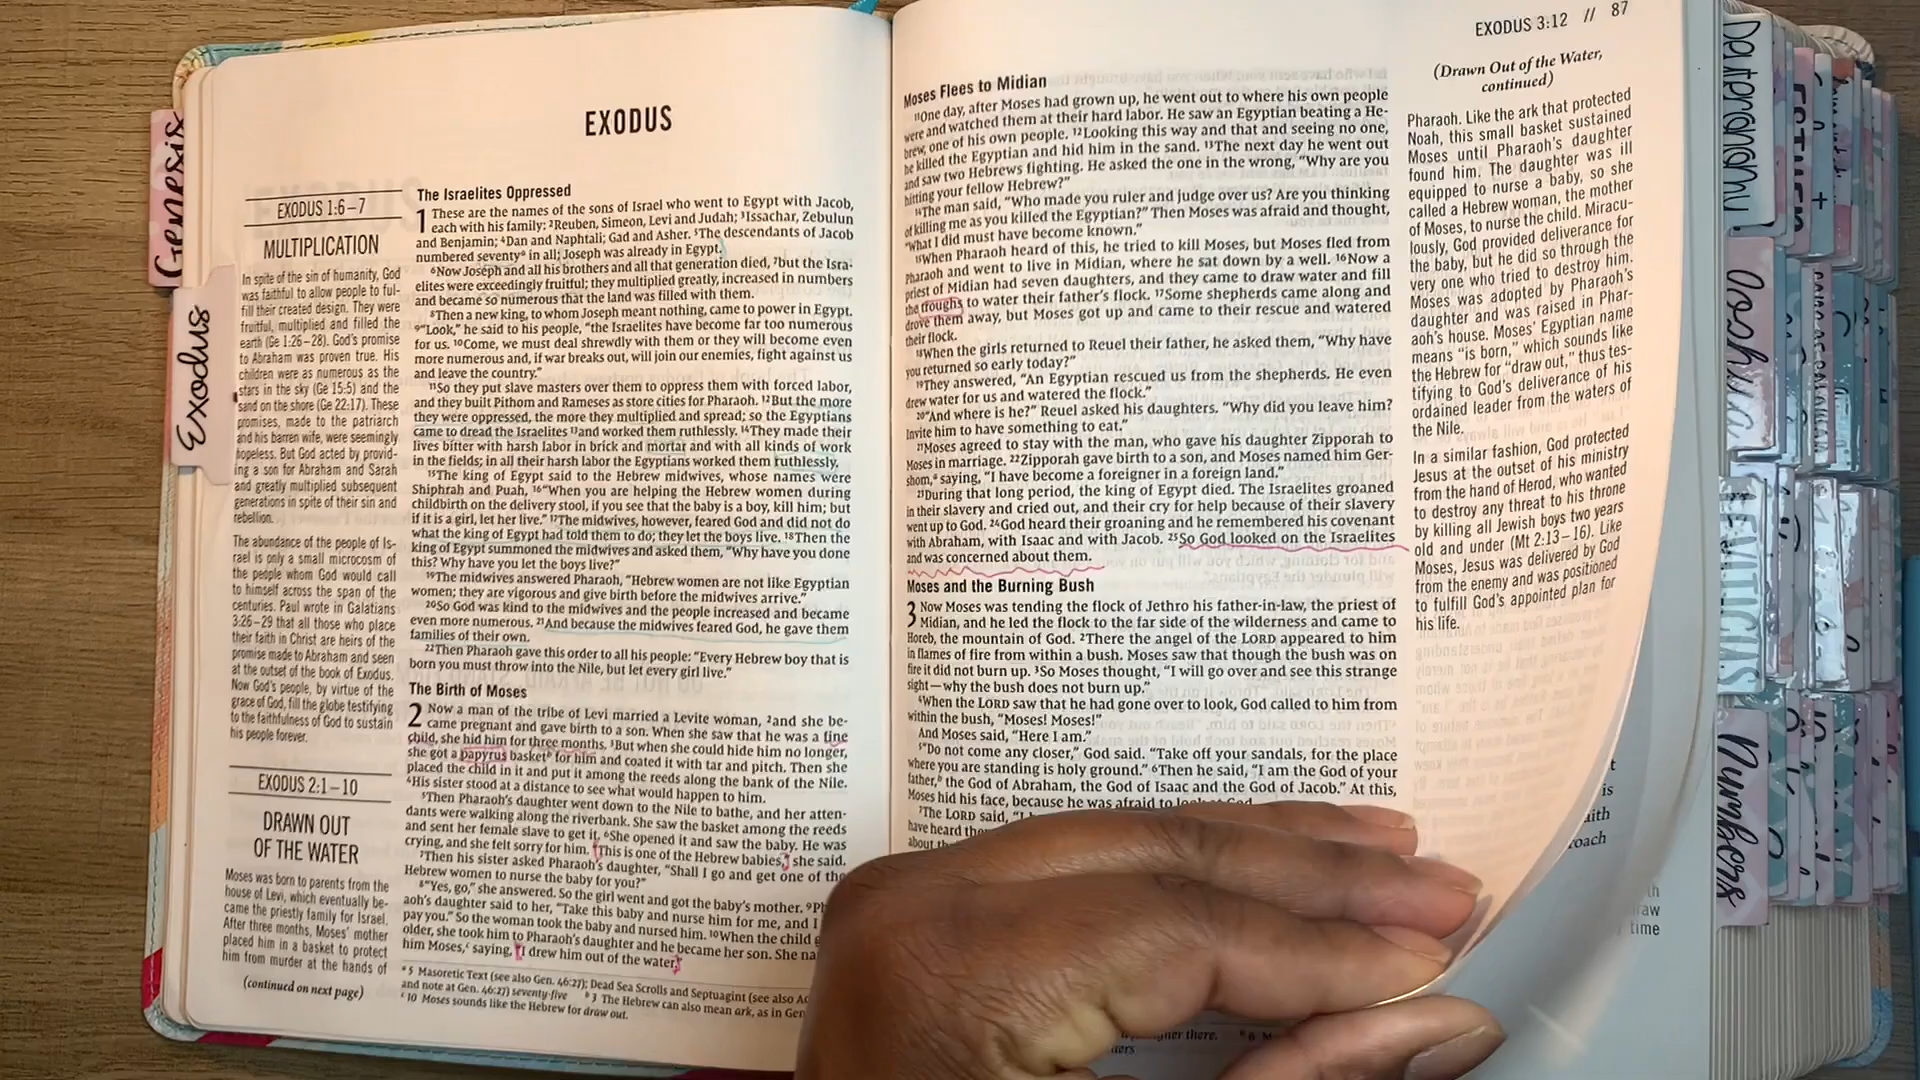 Genesis
Exodus
EXODUS
EXODUS 1:6–7
MULTIPLICATION
In spite of the sin of humanity, God
was faithful to allow people to ful-
fill their created design. They were
fruitful, multiplied and filled the
earth (Ge 1:26–28). God's promise
to Abraham was proven true. His
children were as numerous as the
stars in the sky (Ge 15:5) and the
sand on the shore (Ge 22:17). These
promises, made to the patriarch
and his barren wife, were seemingly
hopeless. But God acted by provid-
ing a son for Abraham and Sarah
and greatly multiplied subsequent
generations in spite of their sin and
rebellion.
The abundance of the people of Is-
rael is only a small microcosm of
the people whom God would call
to himself across the span of the
centuries. Paul wrote in Galatians
3:26–29 that all those who place
their faith in Christ are heirs of the
promise made to Abraham and seen
at the outset of the book of Exodus.
Now God's people, by virtue of the
grace of God, fill the globe testifying
to the faithfulness of God to sustain
his people forever.
EXODUS 2:1–10
DRAWN OUT
OF THE WATER
Moses was born to parents from the
house of Levi, which eventually be-
came the priestly family for Israel.
After three months, Moses' mother
placed him in a basket to protect
him from murder at the hands of
(continued on next page)
The Israelites Oppressed
1 These are the names of the sons of Israel who went to Egypt with Jacob,
each with his family: 2Reuben, Simeon, Levi and Judah; 3Issachar, Zebulun
and Benjamin; 4Dan and Naphtali; Gad and Asher. 5The descendants of Jacob
numbered seventya in all; Joseph was already in Egypt.
6Now Joseph and all his brothers and all that generation died, 7but the Isra-
elites were exceedingly fruitful; they multiplied greatly, increased in numbers
and became so numerous that the land was filled with them.
8Then a new king, to whom Joseph meant nothing, came to power in Egypt.
9“Look,” he said to his people, “the Israelites have become far too numerous
for us. 10Come, we must deal shrewdly with them or they will become even
more numerous and, if war breaks out, will join our enemies, fight against us
and leave the country.”
11So they put slave masters over them to oppress them with forced labor,
and they built Pithom and Rameses as store cities for Pharaoh. 12But the more
they were oppressed, the more they multiplied and spread; so the Egyptians
came to dread the Israelites 13and worked them ruthlessly. 14They made their
lives bitter with harsh labor in brick and mortar and with all kinds of work
in the fields; in all their harsh labor the Egyptians worked them ruthlessly.
15The king of Egypt said to the Hebrew midwives, whose names were
Shiphrah and Puah, 16“When you are helping the Hebrew women during
childbirth on the delivery stool, if you see that the baby is a boy, kill him; but
if it is a girl, let her live.” 17The midwives, however, feared God and did not do
what the king of Egypt had told them to do; they let the boys live. 18Then the
king of Egypt summoned the midwives and asked them, “Why have you done
this? Why have you let the boys live?”
19The midwives answered Pharaoh, “Hebrew women are not like Egyptian
women; they are vigorous and give birth before the midwives arrive.”
20So God was kind to the midwives and the people increased and became
even more numerous. 21And because the midwives feared God, he gave them
families of their own.
22Then Pharaoh gave this order to all his people: “Every Hebrew boy that is
born you must throw into the Nile, but let every girl live.”
The Birth of Moses
2 Now a man of the tribe of Levi married a Levite woman, 2and she be-
came pregnant and gave birth to a son. When she saw that he was a fine
child, she hid him for three months. 3But when she could hide him no longer,
she got a papyrus basketb for him and coated it with tar and pitch. Then she
placed the child in it and put it among the reeds along the bank of the Nile.
4His sister stood at a distance to see what would happen to him.
5Then Pharaoh's daughter went down to the Nile to bathe, and her atten-
dants were walking along the riverbank. She saw the basket among the reeds
and sent her female slave to get it. 6She opened it and saw the baby. He was
crying, and she felt sorry for him. “This is one of the Hebrew babies,” she said.
7Then his sister asked Pharaoh's daughter, “Shall I go and get one of the
Hebrew women to nurse the baby for you?”
8“Yes, go,” she answered. So the girl went and got the baby's mother. 9Ph
aoh's daughter said to her, “Take this baby and nurse him for me, and I
pay you.” So the woman took the baby and nursed him. 10When the child g
older, she took him to Pharaoh's daughter and he became her son. She na
him Moses,c saying, “I drew him out of the water.”
a 5 Masoretic Text (see also Gen. 46:27); Dead Sea Scrolls and Septuagint (see also Ac
and note at Gen. 46:27) seventy-five b 3 The Hebrew can also mean ark, as in Gen
c 10 Moses sounds like the Hebrew for draw out.
EXODUS 3:12 // 87
Moses Flees to Midian
11One day, after Moses had grown up, he went out to where his own people
were and watched them at their hard labor. He saw an Egyptian beating a He-
brew, one of his own people. 12Looking this way and that and seeing no one,
he killed the Egyptian and hid him in the sand. 13The next day he went out
and saw two Hebrews fighting. He asked the one in the wrong, “Why are you
hitting your fellow Hebrew?”
14The man said, “Who made you ruler and judge over us? Are you thinking
of killing me as you killed the Egyptian?” Then Moses was afraid and thought,
“What I did must have become known.”
15When Pharaoh heard of this, he tried to kill Moses, but Moses fled from
Pharaoh and went to live in Midian, where he sat down by a well. 16Now a
priest of Midian had seven daughters, and they came to draw water and fill
the troughs to water their father's flock. 17Some shepherds came along and
drove them away, but Moses got up and came to their rescue and watered
their flock.
18When the girls returned to Reuel their father, he asked them, “Why have
you returned so early today?”
19They answered, “An Egyptian rescued us from the shepherds. He even
drew water for us and watered the flock.”
20“And where is he?” Reuel asked his daughters. “Why did you leave him?
Invite him to have something to eat.”
21Moses agreed to stay with the man, who gave his daughter Zipporah to
Moses in marriage. 22Zipporah gave birth to a son, and Moses named him Ger-
shom,a saying, “I have become a foreigner in a foreign land.”
23During that long period, the king of Egypt died. The Israelites groaned
in their slavery and cried out, and their cry for help because of their slavery
went up to God. 24God heard their groaning and he remembered his covenant
with Abraham, with Isaac and with Jacob. 25So God looked on the Israelites
and was concerned about them.
Moses and the Burning Bush
3 Now Moses was tending the flock of Jethro his father-in-law, the priest of
Midian, and he led the flock to the far side of the wilderness and came to
Horeb, the mountain of God. 2There the angel of the LORD appeared to him
in flames of fire from within a bush. Moses saw that though the bush was on
fire it did not burn up. 3So Moses thought, “I will go over and see this strange
sight—why the bush does not burn up.”
4When the LORD saw that he had gone over to look, God called to him from
within the bush, “Moses! Moses!”
And Moses said, “Here I am.”
5“Do not come any closer,” God said. “Take off your sandals, for the place
where you are standing is holy ground.” 6Then he said, “I am the God of your
father,b the God of Abraham, the God of Isaac and the God of Jacob.” At this,
Moses hid his face, because he was afraid to look at God.
7The LORD said, “I
have heard
about
(Drawn Out of the Water,
continued)
Pharaoh. Like the ark that protected
Noah, this small basket sustained
Moses until Pharaoh's daughter
found him. The daughter was ill
equipped to nurse a baby, so she
called a Hebrew woman, the mother
of Moses, to nurse the child. Miracu-
lously, God provided deliverance for
the baby, but he did so through the
very one who tried to destroy him.
Moses was adopted by Pharaoh's
daughter and was raised in Phar-
aoh's house. Moses' Egyptian name
means “is born,” which sounds like
the Hebrew for “draw out,” thus tes-
tifying to God's deliverance of his
ordained leader from the waters of
the Nile.
In a similar fashion, God protected
Jesus at the outset of his ministry
from the hand of Herod, who wanted
to destroy any threat to his throne
by killing all Jewish boys two years
old and under (Mt 2:13–16). Like
Moses, Jesus was delivered by God
from the enemy and was positioned
to fulfill God's appointed plan for
his life.
there.
is
aith
roach
raw
time
Deuteronomy
Joshua
LEVITICUS
Numbers
ESTHER